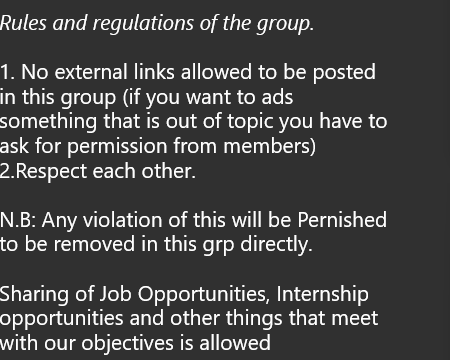 Rules and regulations of the group.
1. No external links allowed to be posted
in this group (if you want to ads
something that is out of topic you have to
ask for permission from members)
2.Respect each other.
N.B: Any violation of this will be Pernished
to be removed in this grp directly.
Sharing of Job Opportunities, Internship
opportunities and other things that meet
with our objectives is allowed